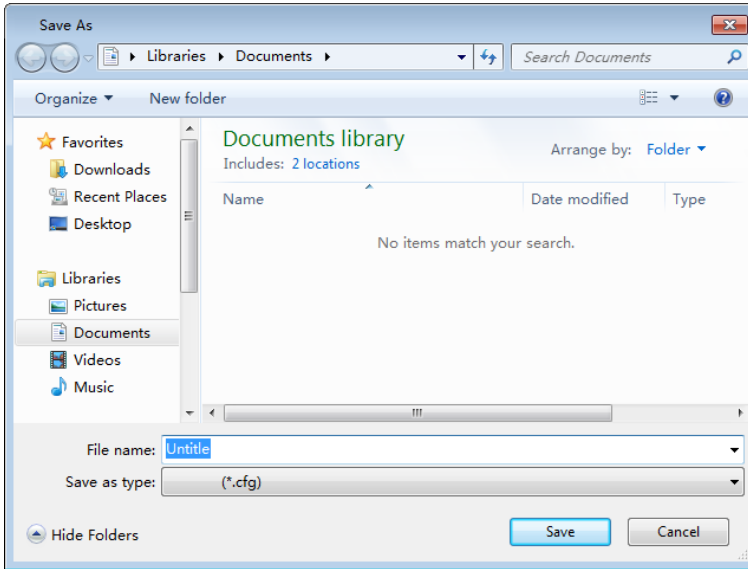 Save As
Libraries Documents
Search Documents
Organize New folder
Favorites
Downloads
Recent Places
Desktop
Libraries
Pictures
Documents
Videos
Music
Documents library
Includes: 2 locations
Arrange by: Folder
Name Date modified Type
No items match your search.
File name: Untitle
Save as type: (*.cfg)
Hide Folders
Save Cancel